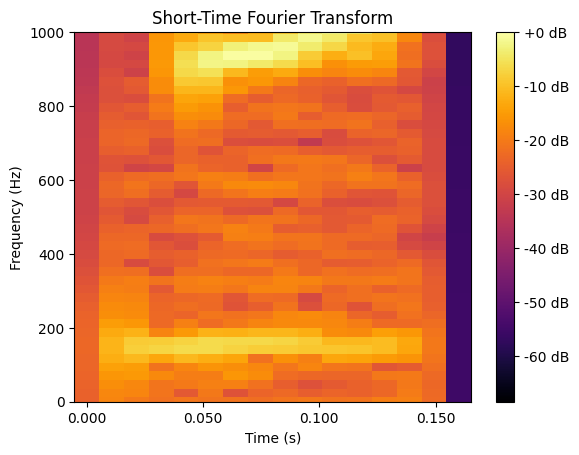 Short-Time Fourier Transform
1000
800
600
400
200
0
Frequency (Hz)
0.000
0.050
0.100
0.150
Time (s)
+0 dB
-10 dB
-20 dB
-30 dB
-40 dB
-50 dB
-60 dB